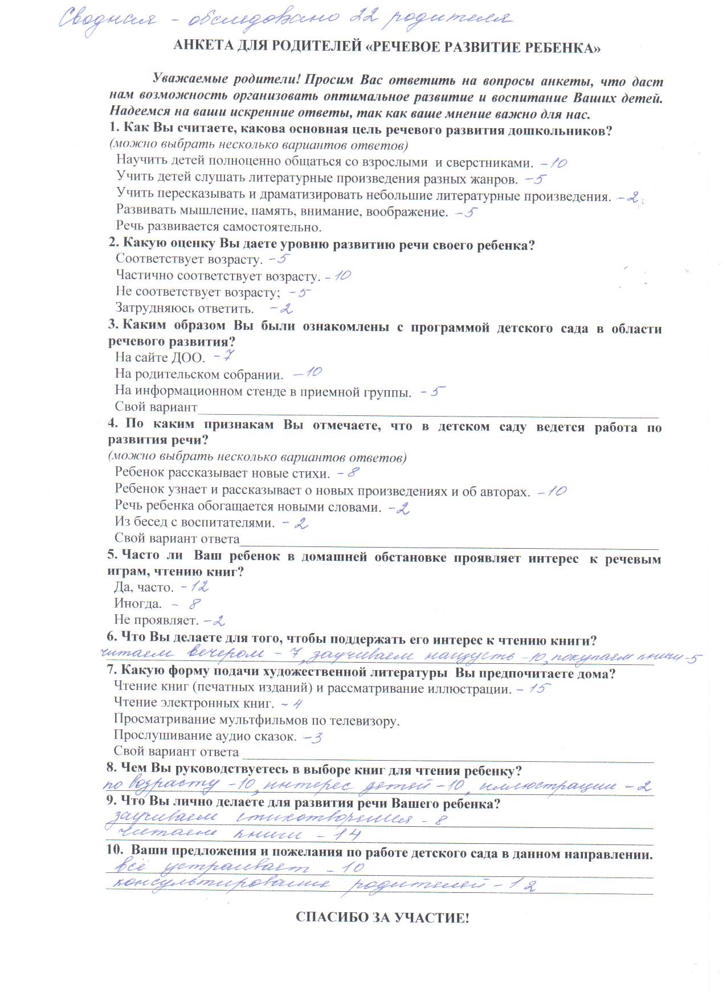 Сводная - обследовано 22 родителя
АНКЕТА ДЛЯ РОДИТЕЛЕЙ «РЕЧЕВОЕ РАЗВИТИЕ РЕБЕНКА»
Уважаемые родители! Просим Вас ответить на вопросы анкеты, что даст
нам возможность организовать оптимальное развитие и воспитание Ваших детей.
Надеемся на ваши искренние ответы, так как ваше мнение важно для нас.
1. Как Вы считаете, какова основная цель речевого развития дошкольников?
(можно выбрать несколько вариантов ответов)
Научить детей полноценно общаться со взрослыми и сверстниками. - 10
Учить детей слушать литературные произведения разных жанров. - 5
Учить пересказывать и драматизировать небольшие литературные произведения. - 2
Развивать мышление, память, внимание, воображение. - 5
Речь развивается самостоятельно.
2. Какую оценку Вы даете уровню развитию речи своего ребенка?
Соответствует возрасту. - 5
Частично соответствует возрасту. - 10
Не соответствует возрасту; - 5
Затрудняюсь ответить. - 2
3. Каким образом Вы были ознакомлены с программой детского сада в области
речевого развития?
На сайте ДОО. - 7
На родительском собрании. - 10
На информационном стенде в приемной группы. - 5
Свой вариант
4. По каким признакам Вы отмечаете, что в детском саду ведется работа по
развития речи?
(можно выбрать несколько вариантов ответов)
Ребенок рассказывает новые стихи. - 8
Ребенок узнает и рассказывает о новых произведениях и об авторах. - 10
Речь ребенка обогащается новыми словами. - 2
Из бесед с воспитателями. - 2
Свой вариант ответа
5. Часто ли Ваш ребенок в домашней обстановке проявляет интерес к речевым
играм, чтению книг?
Да, часто. - 12
Иногда. - 8
Не проявляет. - 2
6. Что Вы делаете для того, чтобы поддержать его интерес к чтению книги?
читаем вечером - 7, заучиваем наизусть - 10, покупаем книги - 5
7. Какую форму подачи художественной литературы Вы предпочитаете дома?
Чтение книг (печатных изданий) и рассматривание иллюстрации. - 15
Чтение электронных книг. - 4
Просматривание мультфильмов по телевизору.
Прослушивание аудио сказок. - 3
Свой вариант ответа
8. Чем Вы руководствуетесь в выборе книг для чтения ребенку?
по возрасту - 10, интерес детей - 10, иллюстрации - 2
9. Что Вы лично делаете для развития речи Вашего ребенка?
заучиваем стихотворения - 8
читаем книги - 14
10. Ваши предложения и пожелания по работе детского сада в данном направлении.
всё устраивает - 10
консультирования родителей - 12
СПАСИБО ЗА УЧАСТИЕ!